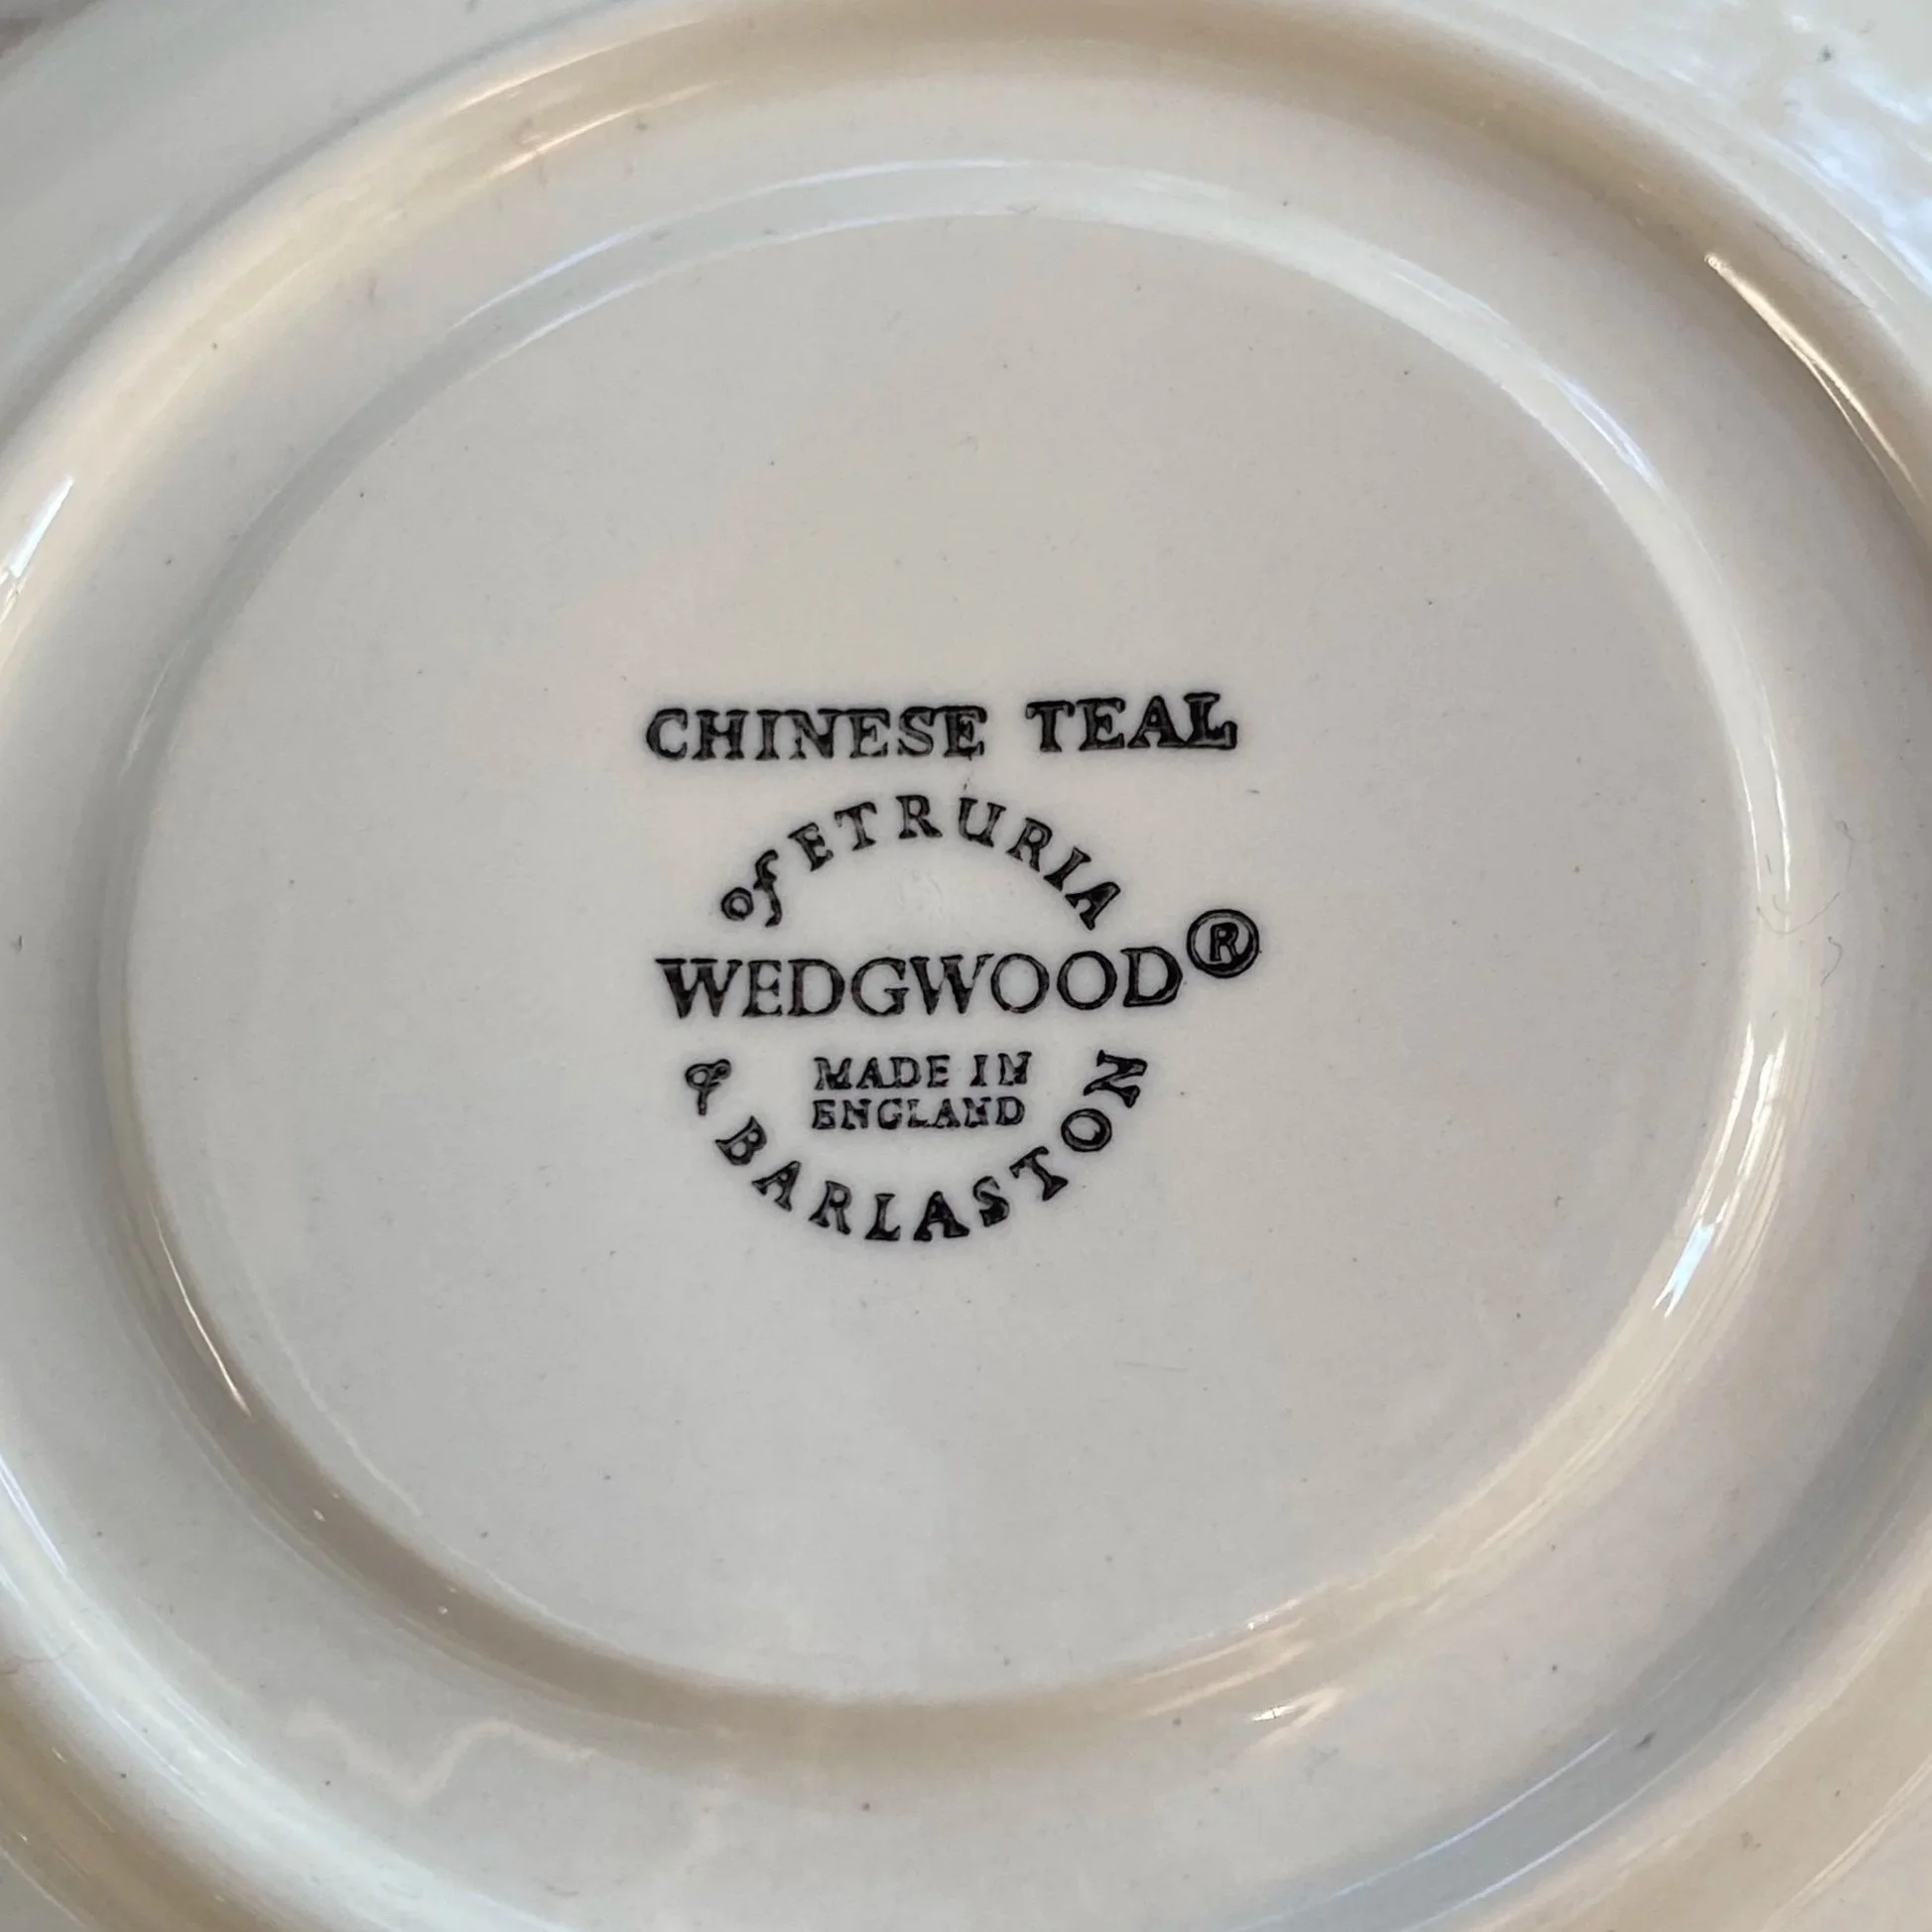 CHINESE TEAL
of ETRURIA
WEDGWOOD®
MADE IN
ENGLAND
& BARLASTON